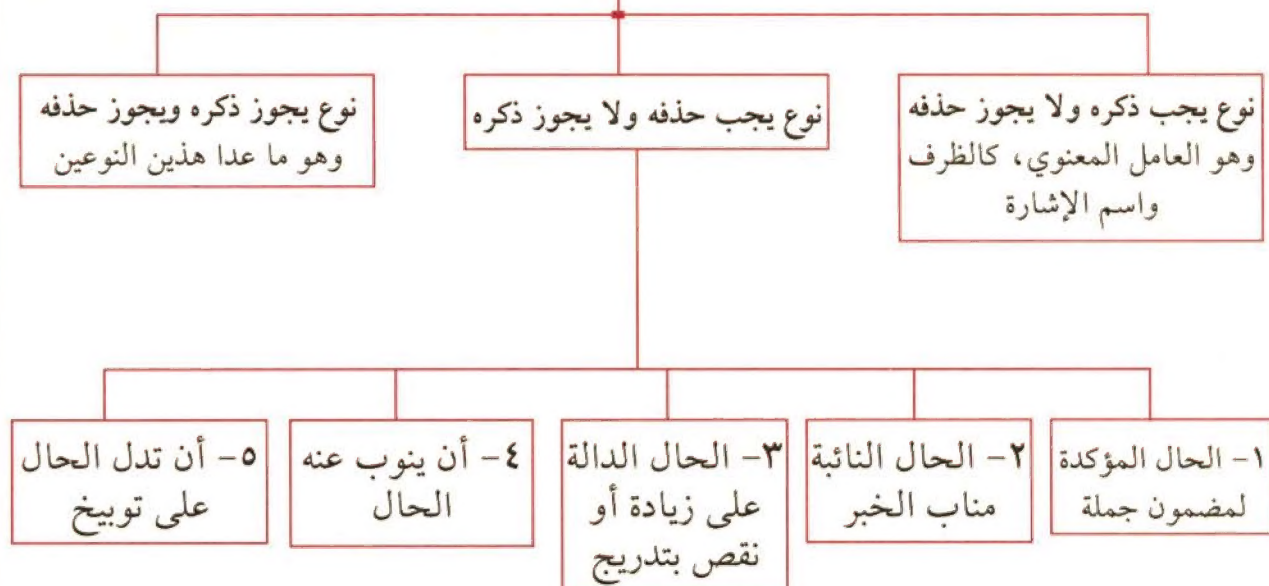 نوع يجب ذكره ولا يجوز حذفه
وهو العامل المعنوي، كالظرف
واسم الإشارة
نوع يجب حذفه ولا يجوز ذكره
نوع يجوز ذكره ويجوز حذفه
وهو ما عدا هذين النوعين
١- الحال المؤكدة
لمضمون جملة
٢- الحال النائبة
مناب الخبر
٣- الحال الدالة
على زيادة أو
نقص بتدريج
٤- أن ينوب عنه
الحال
٥- أن تدل الحال
على توبيخ